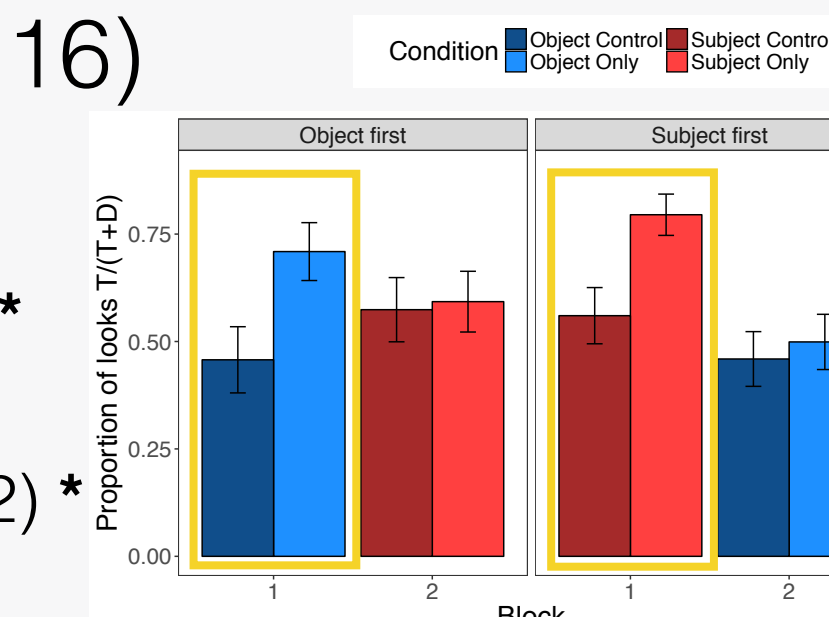 16)
Condition Object Control Subject Contro
Object Only Subject Only
Object first Subject first
Proportion of looks T/(T+D)
0.75
*
0.50
0.25
2) *
0.00
1 2 1 2
Block